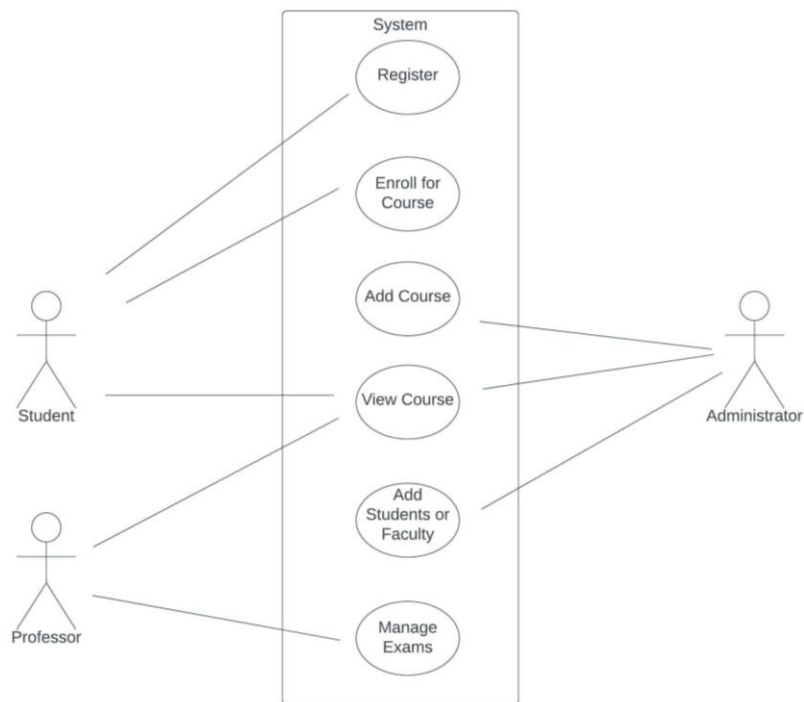 System
Register
Enroll for
Course
Add Course
View Course
Add
Students or
Faculty
Manage
Exams
Student
Professor
Administrator